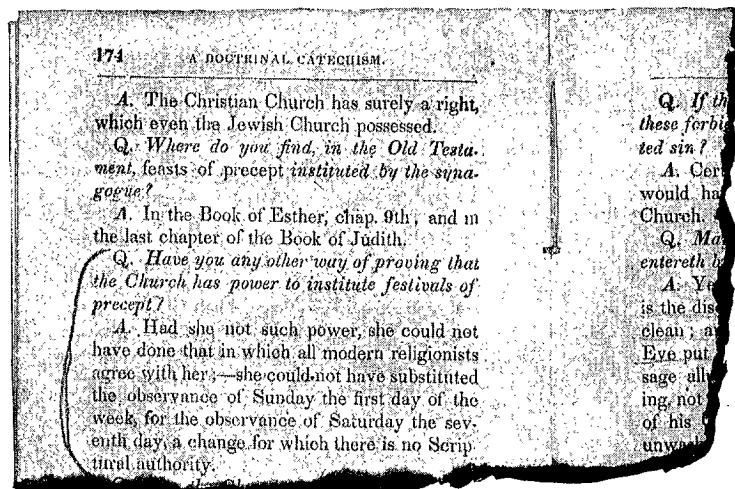 174 A DOCTRINAL CATECHISM.
A. The Christian Church has surely a right,
which even the Jewish Church possessed.
Q. Where do you find, in the Old Testa-
ment, feasts of precept instituted by the syna-
gogue?
A. In the Book of Esther, chap. 9th, and in
the last chapter of the Book of Judith.
Q. Have you any other way of proving that
the Church has power to institute festivals of
precept?
A. Had she not such power, she could not
have done that in which all modern religionists
agree with her;—she could not have substituted
the observance of Sunday the first day of the
week, for the observance of Saturday the sev-
enth day, a change for which there is no Scrip-
tural authority.
Q. If th
these forbi
ted sin?
A. Cer
would ha
Church.
Q. Ma
entereth
A. Ye
is the dis
clean; a
Eve put
sage all
ing, not
of his